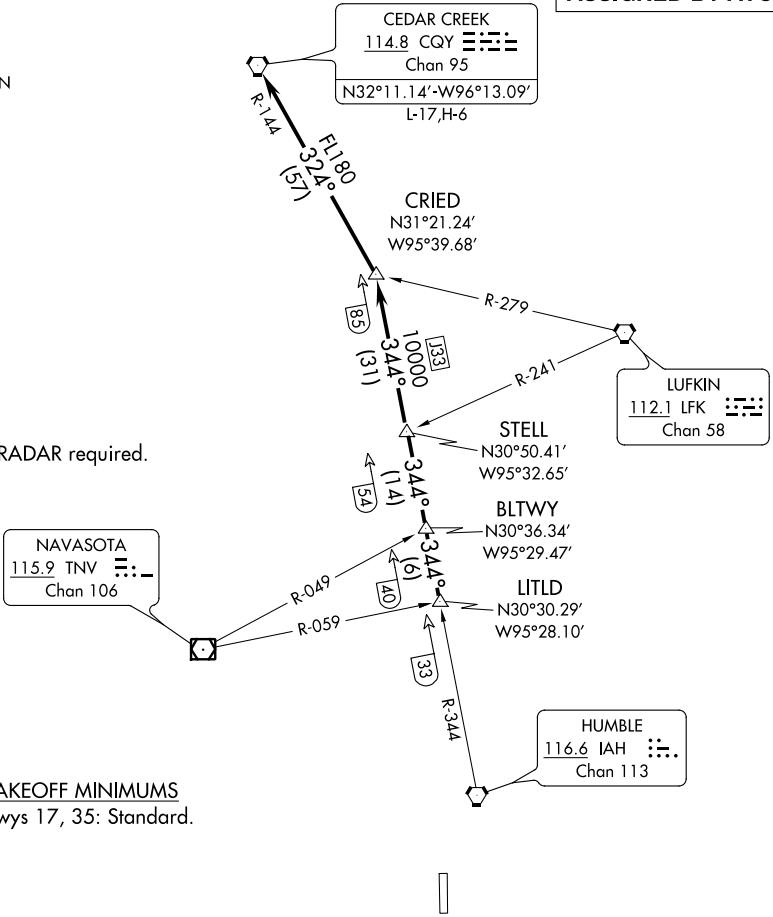 CEDAR CREEK
114.8 CQY
Chan 95
N32°11.14′-W96°13.09′
L-17,H-6
N
R-144
FL180
324°
(57)
CRIED
N31°21.24′
W95°39.68′
85
R-279
10000
J33
344°
(31)
R-241
LUFKIN
112.1 LFK
Chan 58
STELL
N30°50.41′
W95°32.65′
RADAR required.
54
344°
(14)
BLTWY
N30°36.34′
W95°29.47′
NAVASOTA
115.9 TNV
Chan 106
R-049
40
344°
(6)
LITLD
N30°30.29′
W95°28.10′
R-059
33
R-344
HUMBLE
116.6 IAH
Chan 113
AKEOFF MINIMUMS
wys 17, 35: Standard.